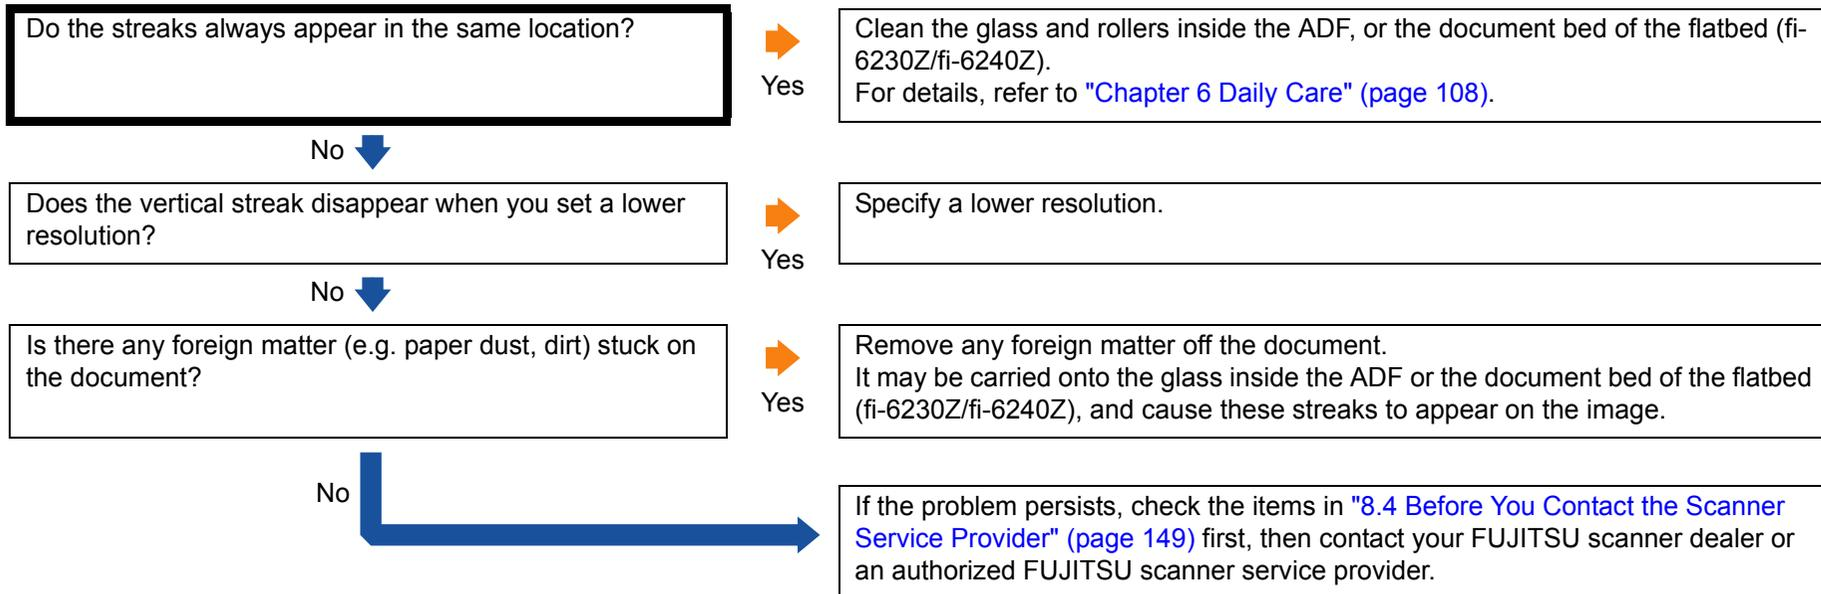 Do the streaks always appear in the same location?
Yes
Clean the glass and rollers inside the ADF, or the document bed of the flatbed (fi-
6230Z/fi-6240Z).
For details, refer to "Chapter 6 Daily Care" (page 108).
No
Does the vertical streak disappear when you set a lower
resolution?
Yes
Specify a lower resolution.
No
Is there any foreign matter (e.g. paper dust, dirt) stuck on
the document?
Yes
Remove any foreign matter off the document.
It may be carried onto the glass inside the ADF or the document bed of the flatbed
(fi-6230Z/fi-6240Z), and cause these streaks to appear on the image.
No
If the problem persists, check the items in "8.4 Before You Contact the Scanner
Service Provider" (page 149) first, then contact your FUJITSU scanner dealer or
an authorized FUJITSU scanner service provider.